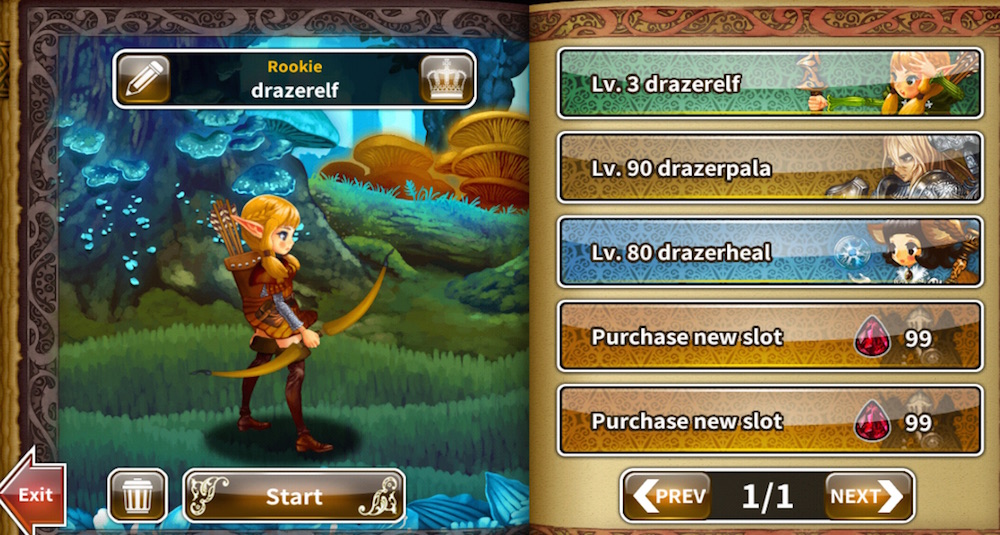 Rookie
drazerelf
Exit
Start
Lv. 3 drazerelf
Lv. 90 drazerpala
Lv. 80 drazerheal
Purchase new slot 99
Purchase new slot 99
PREV 1/1 NEXT